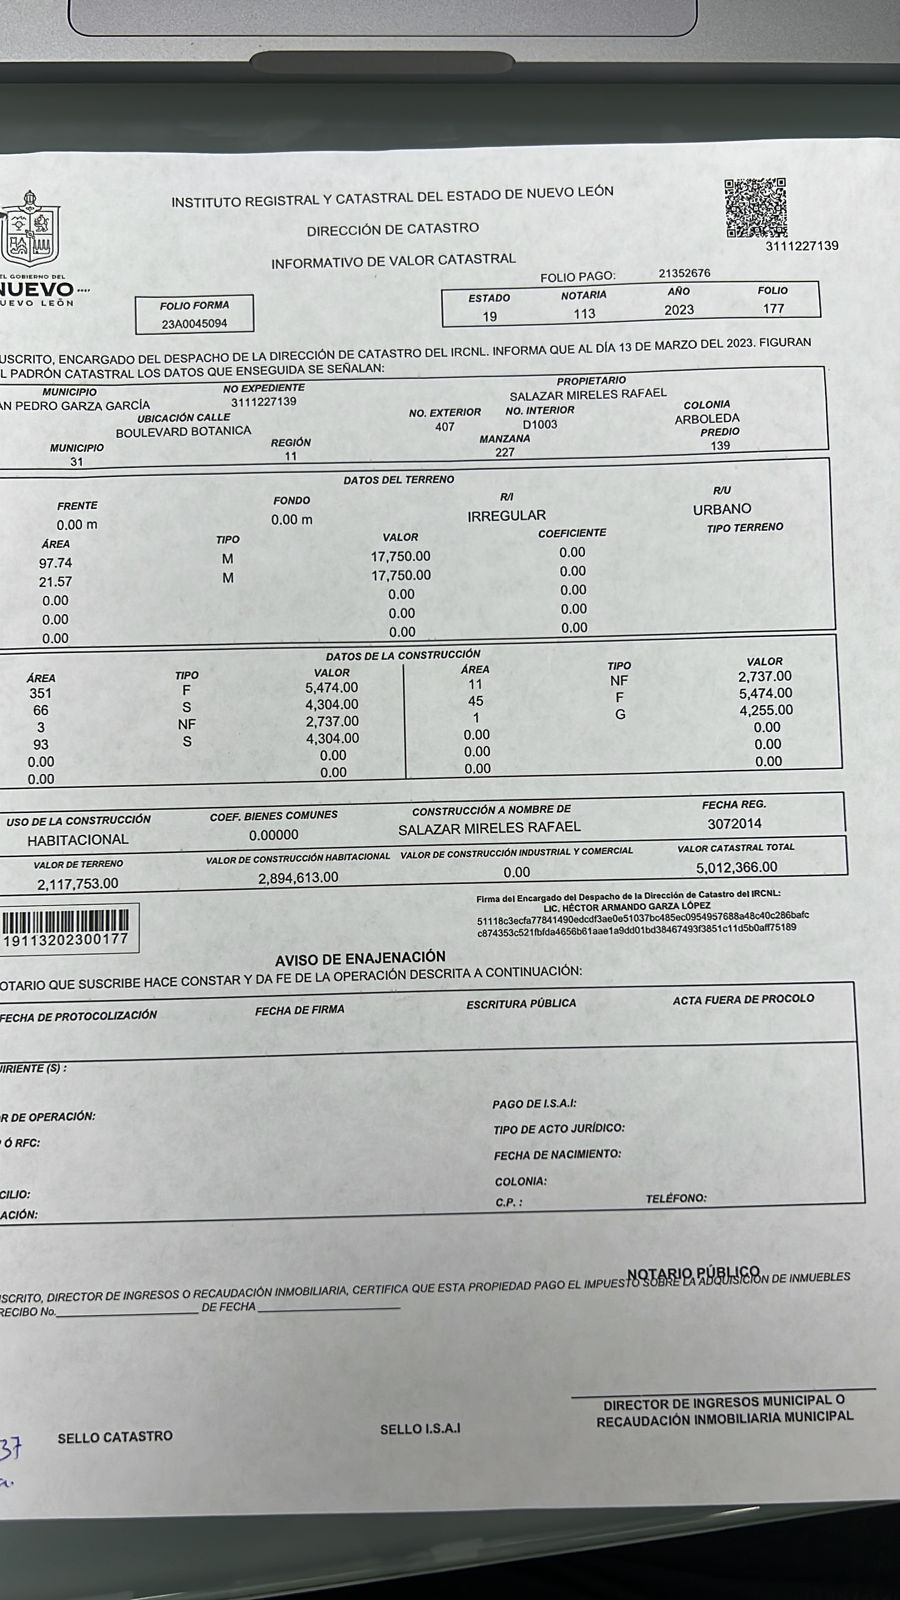 INSTITUTO REGISTRAL Y CATASTRAL DEL ESTADO DE NUEVO LEÓN
DIRECCIÓN DE CATASTRO
INFORMATIVO DE VALOR CATASTRAL
3111227139
EL GOBIERNO DEL
NUEVO
NUEVO LEÓN
FOLIO PAGO: 21352676
FOLIO FORMA
23A0045094
ESTADO NOTARIA AÑO FOLIO
19 113 2023 177
USCRITO, ENCARGADO DEL DESPACHO DE LA DIRECCIÓN DE CATASTRO DEL IRCNL. INFORMA QUE AL DÍA 13 DE MARZO DEL 2023. FIGURAN
L PADRÓN CATASTRAL LOS DATOS QUE ENSEGUIDA SE SEÑALAN:
MUNICIPIO NO EXPEDIENTE PROPIETARIO
AN PEDRO GARZA GARCÍA 3111227139 SALAZAR MIRELES RAFAEL
UBICACIÓN CALLE NO. EXTERIOR NO. INTERIOR COLONIA
BOULEVARD BOTANICA 407 D1003 ARBOLEDA
MUNICIPIO REGIÓN MANZANA PREDIO
31 11 227 139
DATOS DEL TERRENO
FRENTE FONDO R/I R/U
0.00 m 0.00 m IRREGULAR URBANO
ÁREA TIPO VALOR COEFICIENTE TIPO TERRENO
97.74 M 17,750.00 0.00
21.57 M 17,750.00 0.00
0.00 0.00 0.00
0.00 0.00 0.00
0.00 0.00 0.00
DATOS DE LA CONSTRUCCIÓN
ÁREA TIPO VALOR ÁREA TIPO VALOR
351 F 5,474.00 11 NF 2,737.00
66 S 4,304.00 45 F 5,474.00
3 NF 2,737.00 1 G 4,255.00
93 S 4,304.00 0.00 0.00
0.00 0.00 0.00 0.00
0.00 0.00 0.00 0.00
USO DE LA CONSTRUCCIÓN COEF. BIENES COMUNES CONSTRUCCIÓN A NOMBRE DE FECHA REG.
HABITACIONAL 0.00000 SALAZAR MIRELES RAFAEL 3072014
VALOR DE TERRENO VALOR DE CONSTRUCCIÓN HABITACIONAL VALOR DE CONSTRUCCIÓN INDUSTRIAL Y COMERCIAL VALOR CATASTRAL TOTAL
2,117,753.00 2,894,613.00 0.00 5,012,366.00
19113202300177
Firma del Encargado del Despacho de la Dirección de Catastro del IRCNL:
LIC. HÉCTOR ARMANDO GARZA LÓPEZ
51118c3ecfa77841490edcdf3ae0e51037bc485ec0954957688a48c40c286bafc
c874353c521fbfda4656b61aae1a9dd01bd38467493f3851c11d5b0aff75189
AVISO DE ENAJENACIÓN
OTARIO QUE SUSCRIBE HACE CONSTAR Y DA FE DE LA OPERACIÓN DESCRITA A CONTINUACIÓN:
FECHA DE PROTOCOLIZACIÓN FECHA DE FIRMA ESCRITURA PÚBLICA ACTA FUERA DE PROCOLO
UIRIENTE (S) :
R DE OPERACIÓN: PAGO DE I.S.A.I:
Ó RFC: TIPO DE ACTO JURÍDICO:
FECHA DE NACIMIENTO:
CILIO: COLONIA:
ACIÓN: C.P. : TELÉFONO:
NOTARIO PÚBLICO
USCRITO, DIRECTOR DE INGRESOS O RECAUDACIÓN INMOBILIARIA, CERTIFICA QUE ESTA PROPIEDAD PAGO EL IMPUESTO SOBRE LA ADQUISICIÓN DE INMUEBLES
RECIBO No. DE FECHA
DIRECTOR DE INGRESOS MUNICIPAL O
RECAUDACIÓN INMOBILIARIA MUNICIPAL
SELLO CATASTRO SELLO I.S.A.I
37